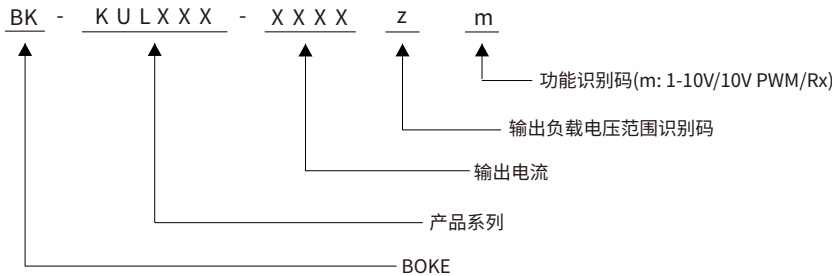 BK - KULXXX - XXXX z m
功能识别码(m: 1-10V/10V PWM/Rx)
输出负载电压范围识别码
输出电流
产品系列
BOKE